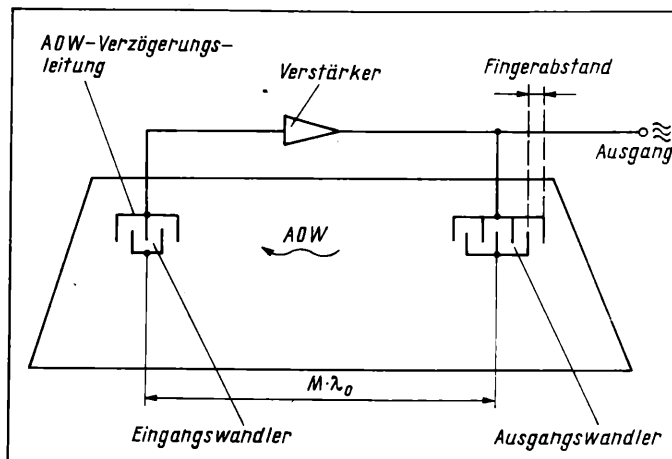 AOW-Verzögerungs-
leitung
Verstärker
Fingerabstand
Ausgang
AOW
M·λ₀
Eingangswandler
Ausgangswandler